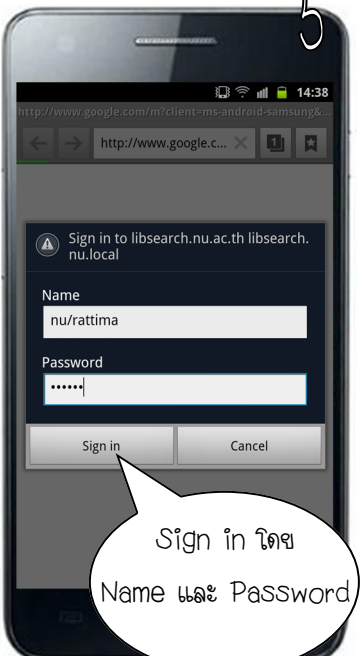 5
14:38
http://www.google.com/m?client=ms-android-samsung&...
http://www.google.c...
1
Sign in to libsearch.nu.ac.th libsearch.
nu.local
Name
nu/rattima
Password
••••••
Sign in
Cancel
Sign in โดย
Name และ Password